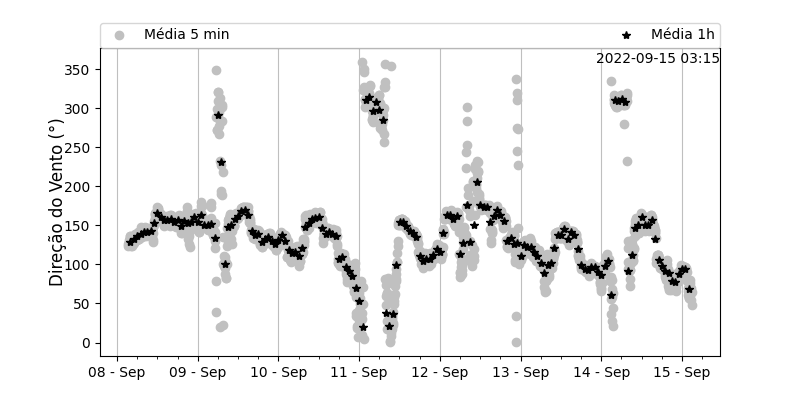 Média 5 min
Média 1h
2022-09-15 03:15
Direção do Vento (°)
350
300
250
200
150
100
50
0
08 - Sep
09 - Sep
10 - Sep
11 - Sep
12 - Sep
13 - Sep
14 - Sep
15 - Sep